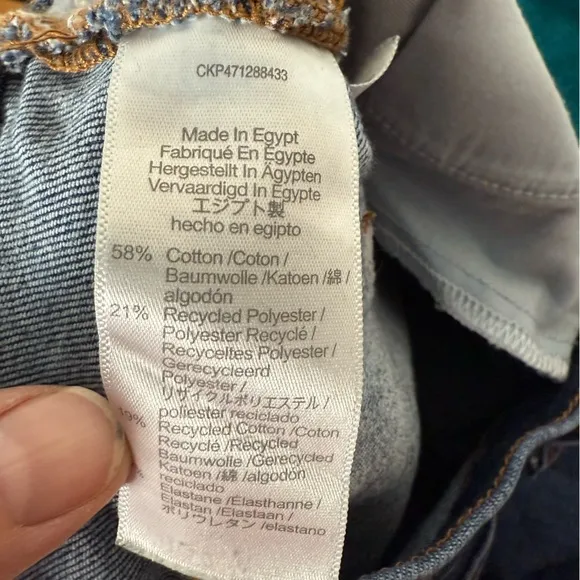 CKP471288433
Made In Egypt
Fabriqué En Egypte
Hergestellt In Ägypten
Vervaardigd In Egypte
エジプト製
hecho en egipto
58% Cotton /Coton /
Baumwolle /Katoen /綿 /
algodón
21% Recycled Polyester /
Polyester Recyclé /
Recyceltes Polyester /
Gerecycleerd
Polyester /
リサイクルポリエステル /
poliester reciclado
Recycled Cotton /Coton
Recyclé /Recycled
Baumwolle /Gerecycled
Katoen /綿 /algodón
reciclado
Elastane /Elasthanne /
Elastan /Elastaan /
ポリウレタン /elastano